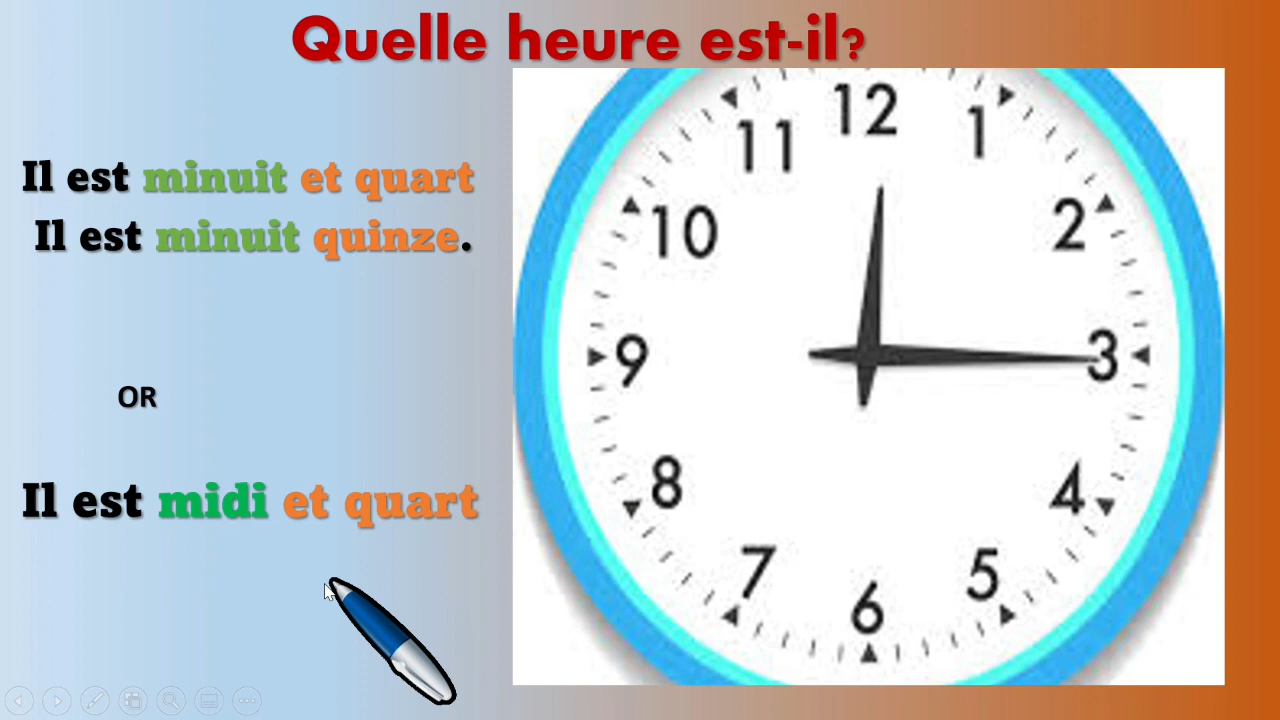 Quelle heure est-il?
Il est minuit et quart
Il est minuit quinze.
OR
Il est midi et quart
12
1
2
3
4
5
6
7
8
9
10
11